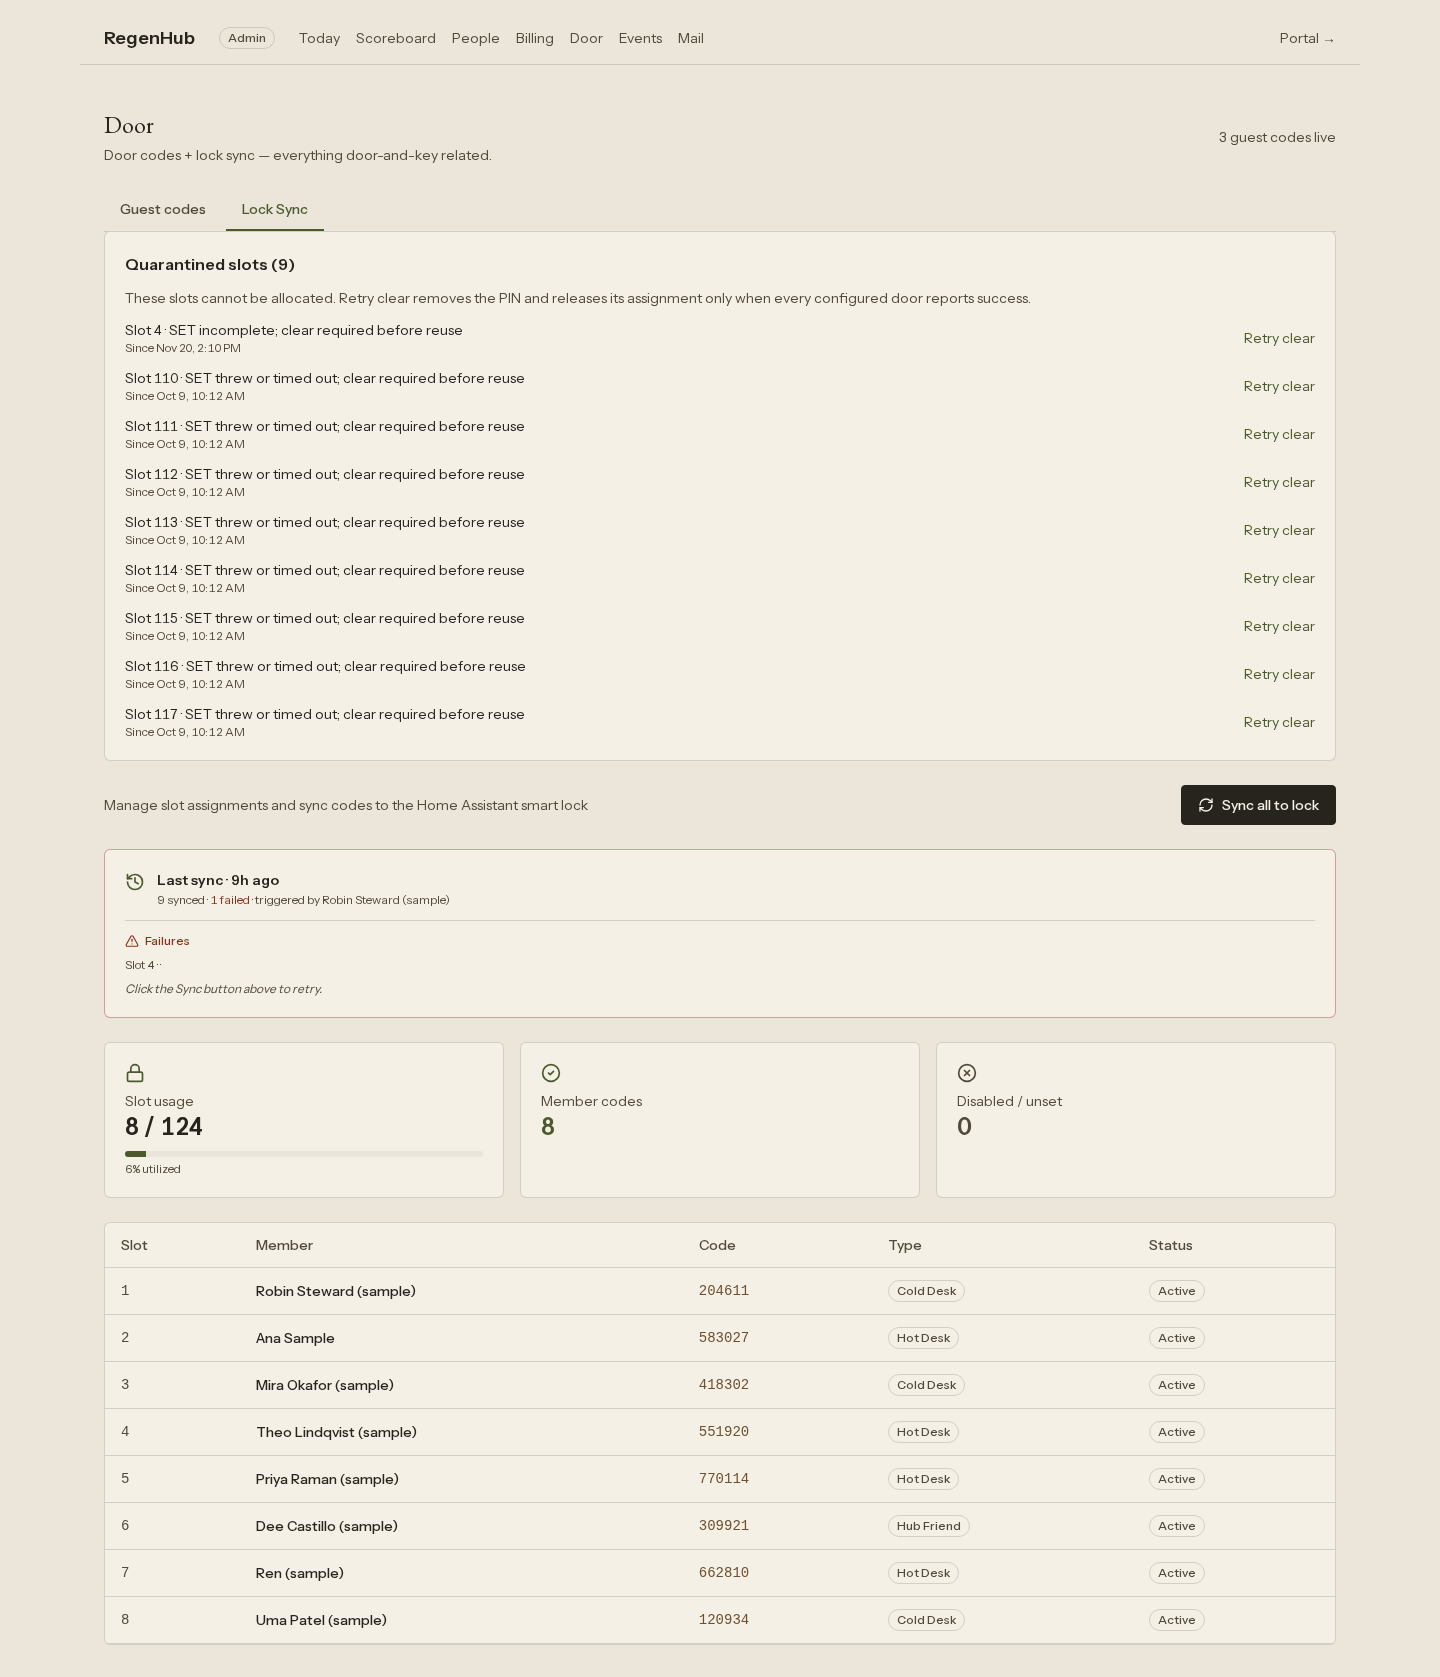 RegenHub Admin Today Scoreboard People Billing Door Events Mail Portal →
Door
Door codes + lock sync — everything door-and-key related.
3 guest codes live
Guest codes Lock Sync
Quarantined slots (9)
These slots cannot be allocated. Retry clear removes the PIN and releases its assignment only when every configured door reports success.
Slot 4 · SET incomplete; clear required before reuse
Since Nov 20, 2:10 PM
Retry clear
Slot 110 · SET threw or timed out; clear required before reuse
Since Oct 9, 10:12 AM
Retry clear
Slot 111 · SET threw or timed out; clear required before reuse
Since Oct 9, 10:12 AM
Retry clear
Slot 112 · SET threw or timed out; clear required before reuse
Since Oct 9, 10:12 AM
Retry clear
Slot 113 · SET threw or timed out; clear required before reuse
Since Oct 9, 10:12 AM
Retry clear
Slot 114 · SET threw or timed out; clear required before reuse
Since Oct 9, 10:12 AM
Retry clear
Slot 115 · SET threw or timed out; clear required before reuse
Since Oct 9, 10:12 AM
Retry clear
Slot 116 · SET threw or timed out; clear required before reuse
Since Oct 9, 10:12 AM
Retry clear
Slot 117 · SET threw or timed out; clear required before reuse
Since Oct 9, 10:12 AM
Retry clear
Manage slot assignments and sync codes to the Home Assistant smart lock
Sync all to lock
Last sync · 9h ago
9 synced · 1 failed · triggered by Robin Steward (sample)
Failures
Slot 4 · ·
Click the Sync button above to retry.
Slot usage
8 / 124
6% utilized
Member codes
8
Disabled / unset
0
Slot Member Code Type Status
1 Robin Steward (sample) 204611 Cold Desk Active
2 Ana Sample 583027 Hot Desk Active
3 Mira Okafor (sample) 418302 Cold Desk Active
4 Theo Lindqvist (sample) 551920 Hot Desk Active
5 Priya Raman (sample) 770114 Hot Desk Active
6 Dee Castillo (sample) 309921 Hub Friend Active
7 Ren (sample) 662810 Hot Desk Active
8 Uma Patel (sample) 120934 Cold Desk Active